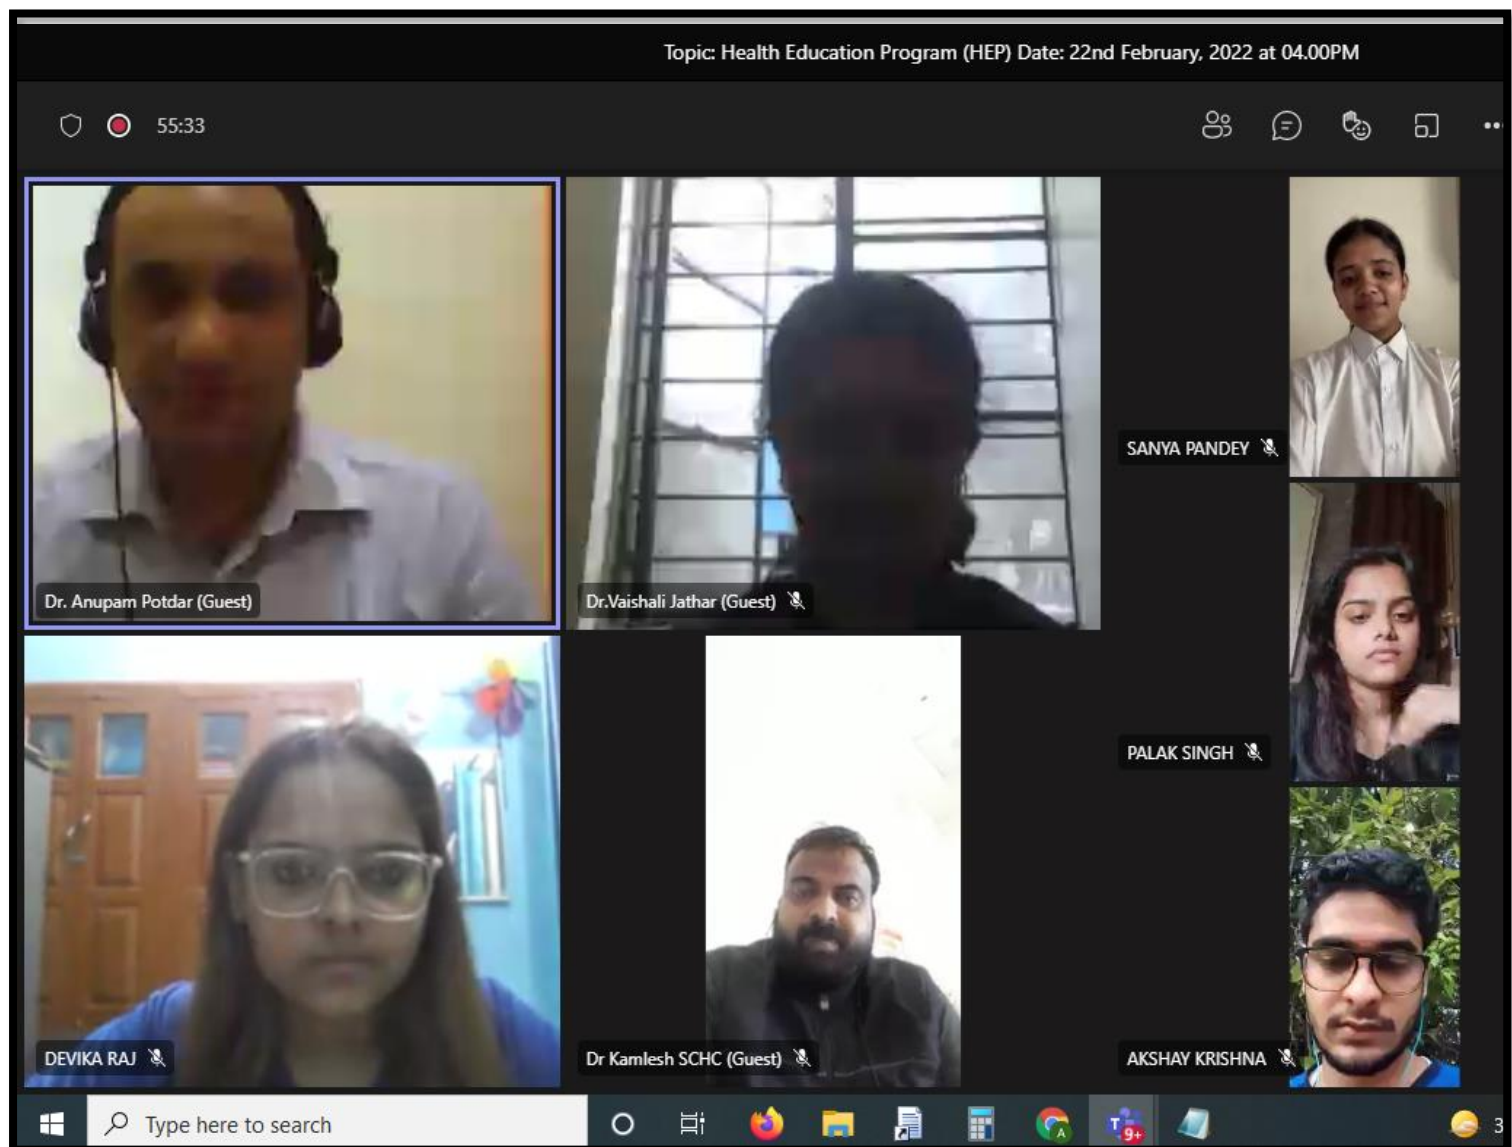 Topic: Health Education Program (HEP) Date: 22nd February, 2022 at 04.00PM
55:33
Dr. Anupam Potdar (Guest)
Dr.Vaishali Jathar (Guest)
SANYA PANDEY
PALAK SINGH
DEVIKA RAJ
Dr Kamlesh SCHC (Guest)
AKSHAY KRISHNA
Type here to search
T
9+
A
3